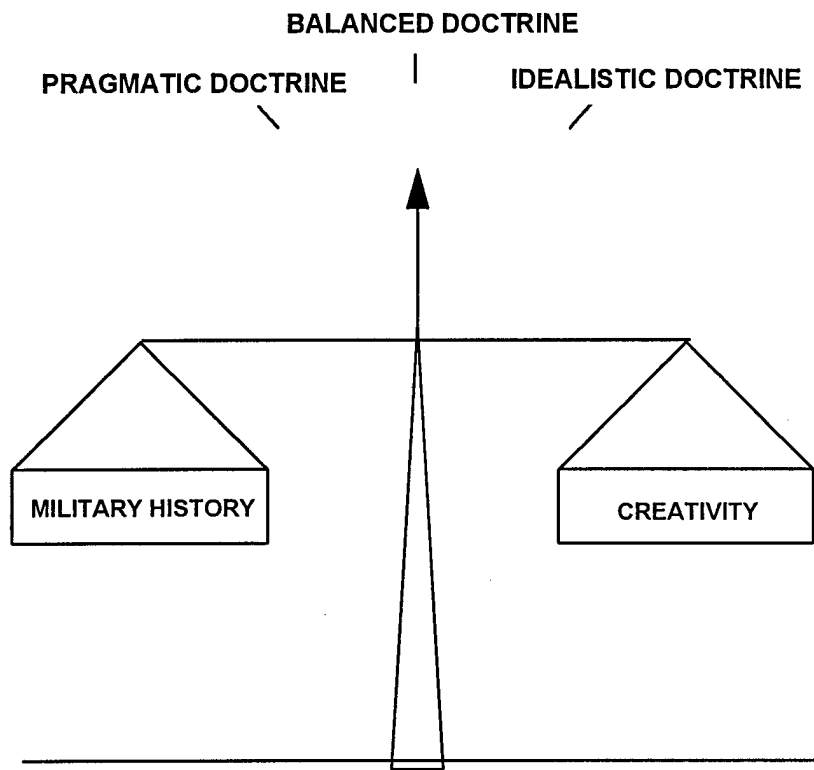 BALANCED DOCTRINE
PRAGMATIC DOCTRINE
IDEALISTIC DOCTRINE
MILITARY HISTORY
CREATIVITY